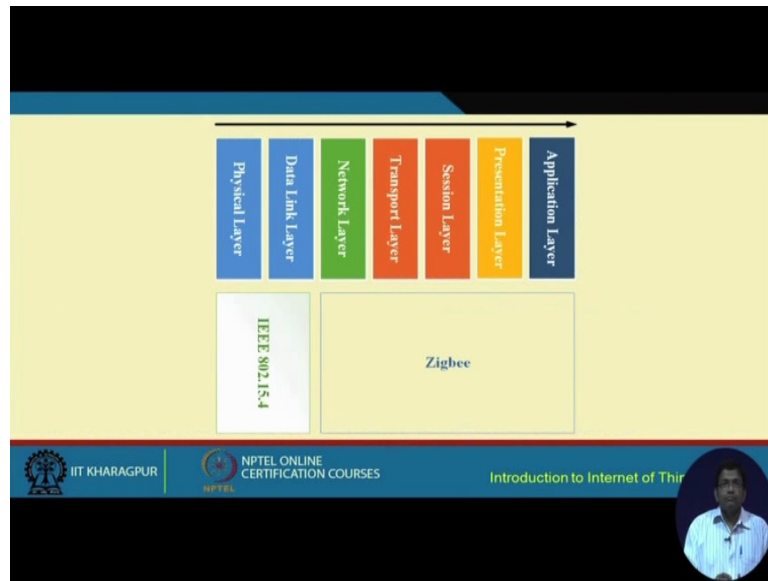 Physical Layer
Data Link Layer
Network Layer
Transport Layer
Session Layer
Presentation Layer
Application Layer
IEEE 802.15.4
Zigbee
IIT KHARAGPUR
NPTEL
NPTEL ONLINE
CERTIFICATION COURSES
Introduction to Internet of Thin